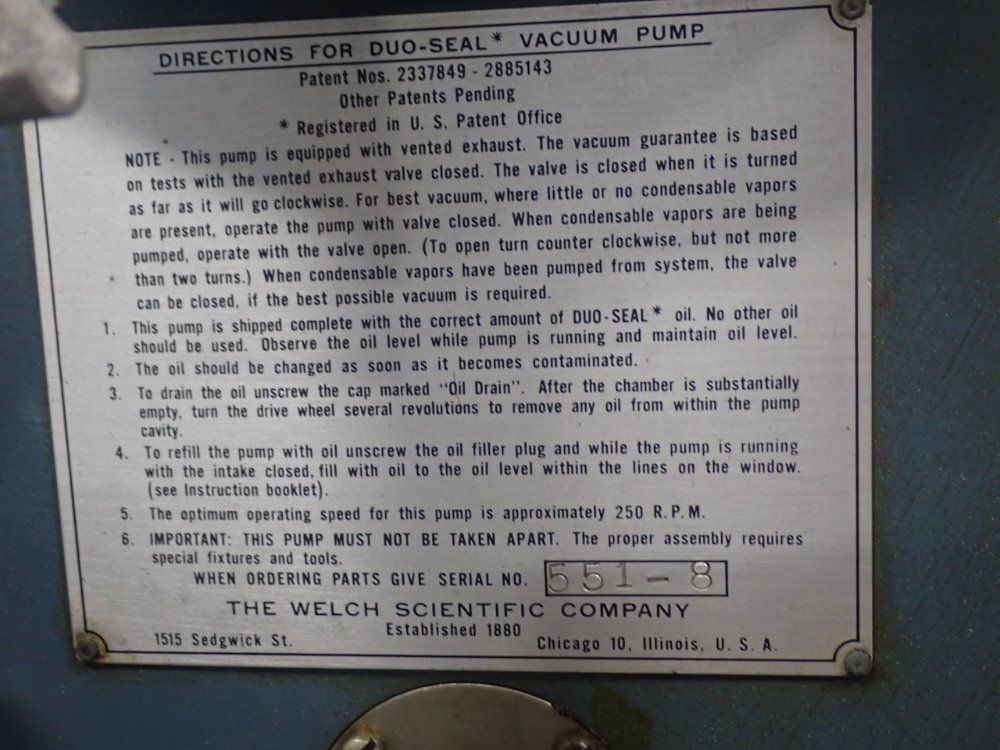 DIRECTIONS FOR DUO-SEAL* VACUUM PUMP
Patent Nos. 2337849 - 2885143
Other Patents Pending
* Registered in U. S. Patent Office
NOTE - This pump is equipped with vented exhaust. The vacuum guarantee is based
on tests with the vented exhaust valve closed. The valve is closed when it is turned
as far as it will go clockwise. For best vacuum, where little or no condensable vapors
are present, operate the pump with valve closed. When condensable vapors are being
pumped, operate with the valve open. (To open turn counter clockwise, but not more
than two turns.) When condensable vapors have been pumped from system, the valve
can be closed, if the best possible vacuum is required.
1. This pump is shipped complete with the correct amount of DUO-SEAL* oil. No other oil
should be used. Observe the oil level while pump is running and maintain oil level.
2. The oil should be changed as soon as it becomes contaminated.
3. To drain the oil unscrew the cap marked "Oil Drain". After the chamber is substantially
empty, turn the drive wheel several revolutions to remove any oil from within the pump
cavity.
4. To refill the pump with oil unscrew the oil filler plug and while the pump is running
with the intake closed, fill with oil to the oil level within the lines on the window.
(see Instruction booklet).
5. The optimum operating speed for this pump is approximately 250 R. P. M.
6. IMPORTANT: THIS PUMP MUST NOT BE TAKEN APART. The proper assembly requires
special fixtures and tools.
WHEN ORDERING PARTS GIVE SERIAL NO. 551-8
THE WELCH SCIENTIFIC COMPANY
Established 1880
1515 Sedgwick St. Chicago 10, Illinois, U. S. A.